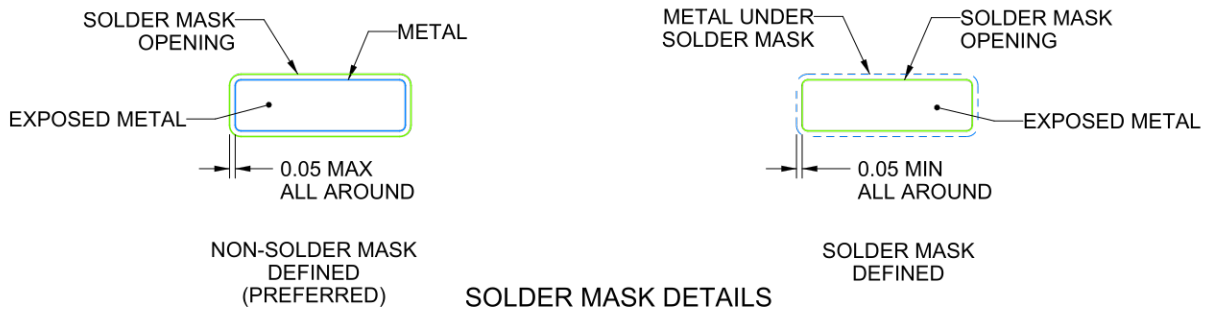 SOLDER MASK
OPENING
METAL
EXPOSED METAL
0.05 MAX
ALL AROUND
NON-SOLDER MASK
DEFINED
(PREFERRED)
METAL UNDER
SOLDER MASK
SOLDER MASK
OPENING
EXPOSED METAL
0.05 MIN
ALL AROUND
SOLDER MASK
DEFINED
SOLDER MASK DETAILS